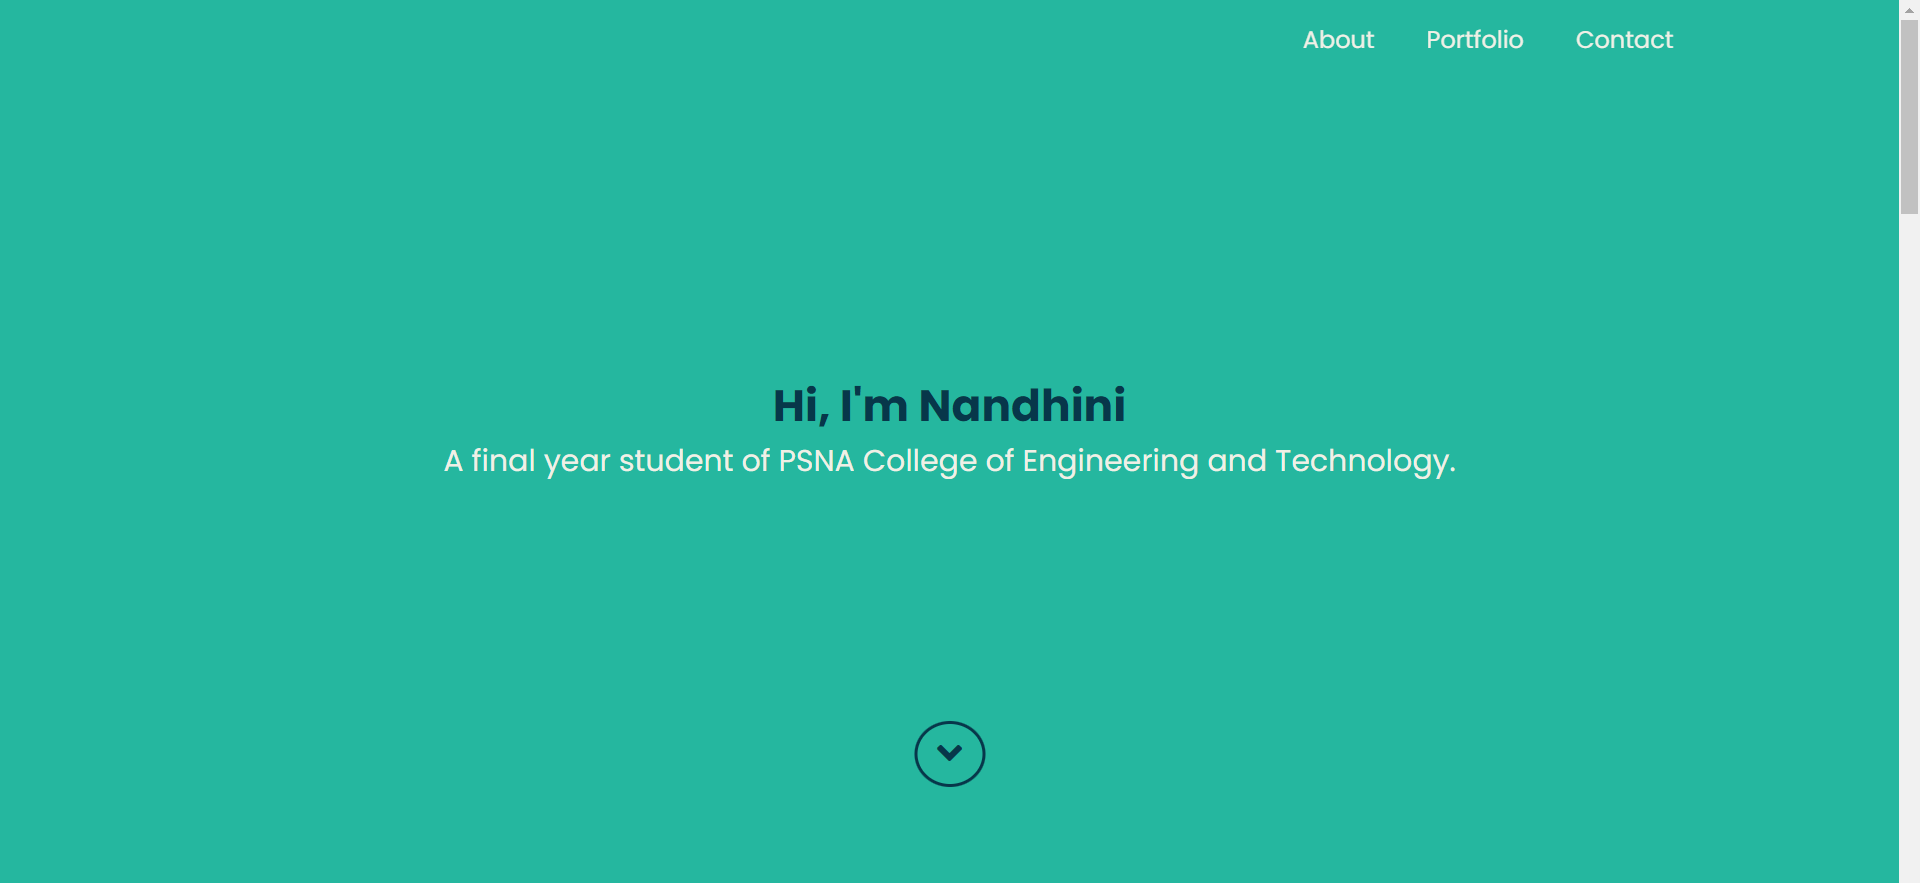 About Portfolio Contact
Hi, I'm Nandhini
A final year student of PSNA College of Engineering and Technology.